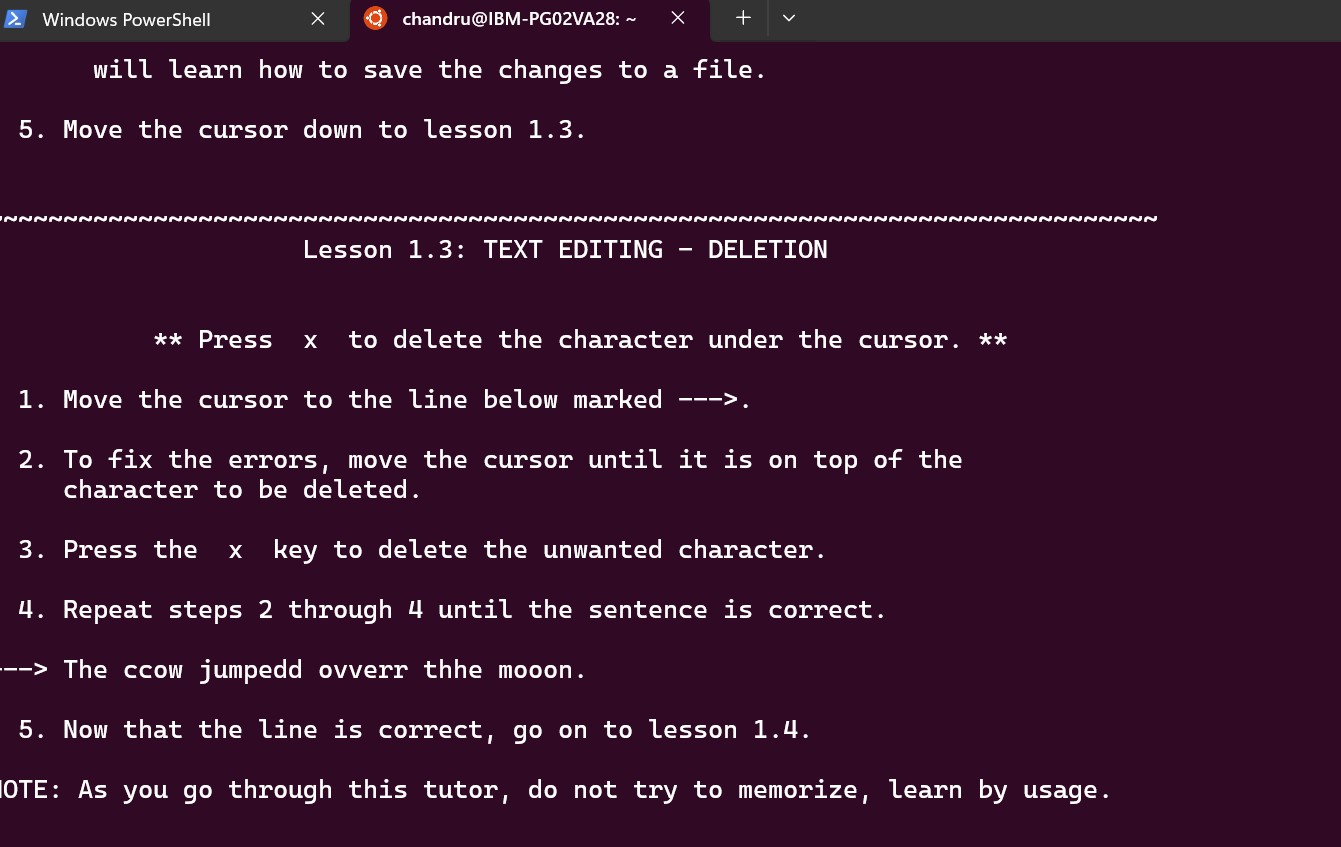 Windows PowerShell
chandru@IBM-PG02VA28: ~
will learn how to save the changes to a file.
5. Move the cursor down to lesson 1.3.
~~~~~~~~~~~~~~~~~~~~~~~~~~~~~~~~~~~~~~~~~~~~~~~~~~~~~~~~~~~~~~~~~~~~~~~~~~~~~
Lesson 1.3: TEXT EDITING - DELETION
** Press  x  to delete the character under the cursor. **
1. Move the cursor to the line below marked --->.
2. To fix the errors, move the cursor until it is on top of the
character to be deleted.
3. Press the  x  key to delete the unwanted character.
4. Repeat steps 2 through 4 until the sentence is correct.
---> The ccow jumpedd ovverr thhe mooon.
5. Now that the line is correct, go on to lesson 1.4.
NOTE: As you go through this tutor, do not try to memorize, learn by usage.